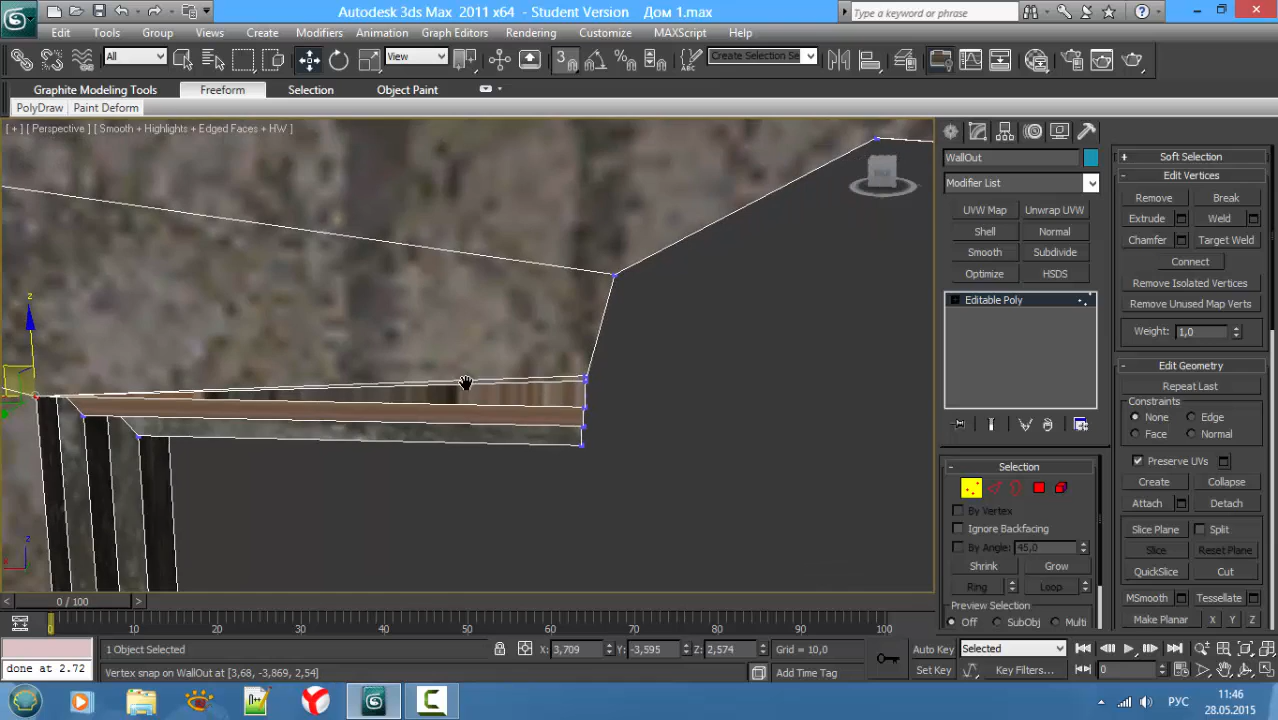 Autodesk 3ds Max 2011 x64 - Student Version Дом 1.max
Type a keyword or phrase
Edit Tools Group Views Create Modifiers Animation Graph Editors Rendering Customize MAXScript Help
All View 3 Create Selection Se
Graphite Modeling Tools Freeform Selection Object Paint
PolyDraw Paint Deform
[ + ] [ Perspective ] [ Smooth + Highlights + Edged Faces + HW ]
z
z
x
WallOut
Modifier List
UVW Map Unwrap UVW
Shell Normal
Smooth Subdivide
Optimize HSDS
Editable Poly
Selection
By Vertex
Ignore Backfacing
By Angle: 45,0
Shrink Grow
Ring Loop
Preview Selection
Off SubObj Multi
Soft Selection
Edit Vertices
Remove Break
Extrude Weld
Chamfer Target Weld
Connect
Remove Isolated Vertices
Remove Unused Map Verts
Weight: 1,0
Edit Geometry
Repeat Last
Constraints
None Edge
Face Normal
Preserve UVs
Create Collapse
Attach Detach
Slice Plane Split
Slice Reset Plane
QuickSlice Cut
MSmooth Tessellate
Make Planar X Y Z
0 / 100
10 20 30 40 50 60 70 80 90 100
1 Object Selected X: 3,709 Y: -3,595 Z: 2,574 Grid = 10,0 Auto Key Selected
done at 2.72 Vertex snap on WallOut at [3,68, -3,869, 2,54] Add Time Tag Set Key Key Filters... 0
РУС 11:46
28.05.2015